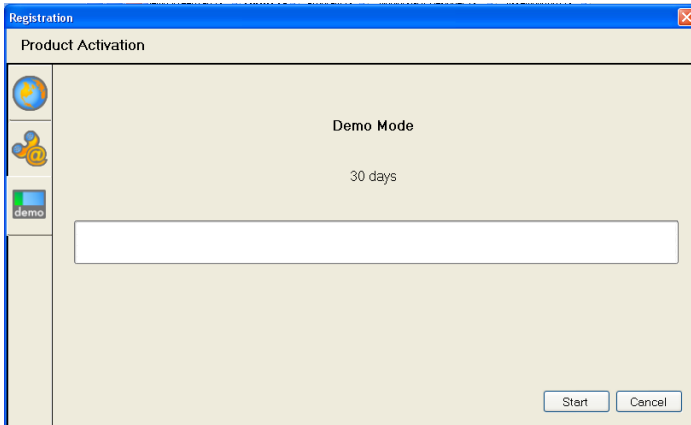 Registration
Product Activation
Demo Mode
30 days
demo
Start
Cancel